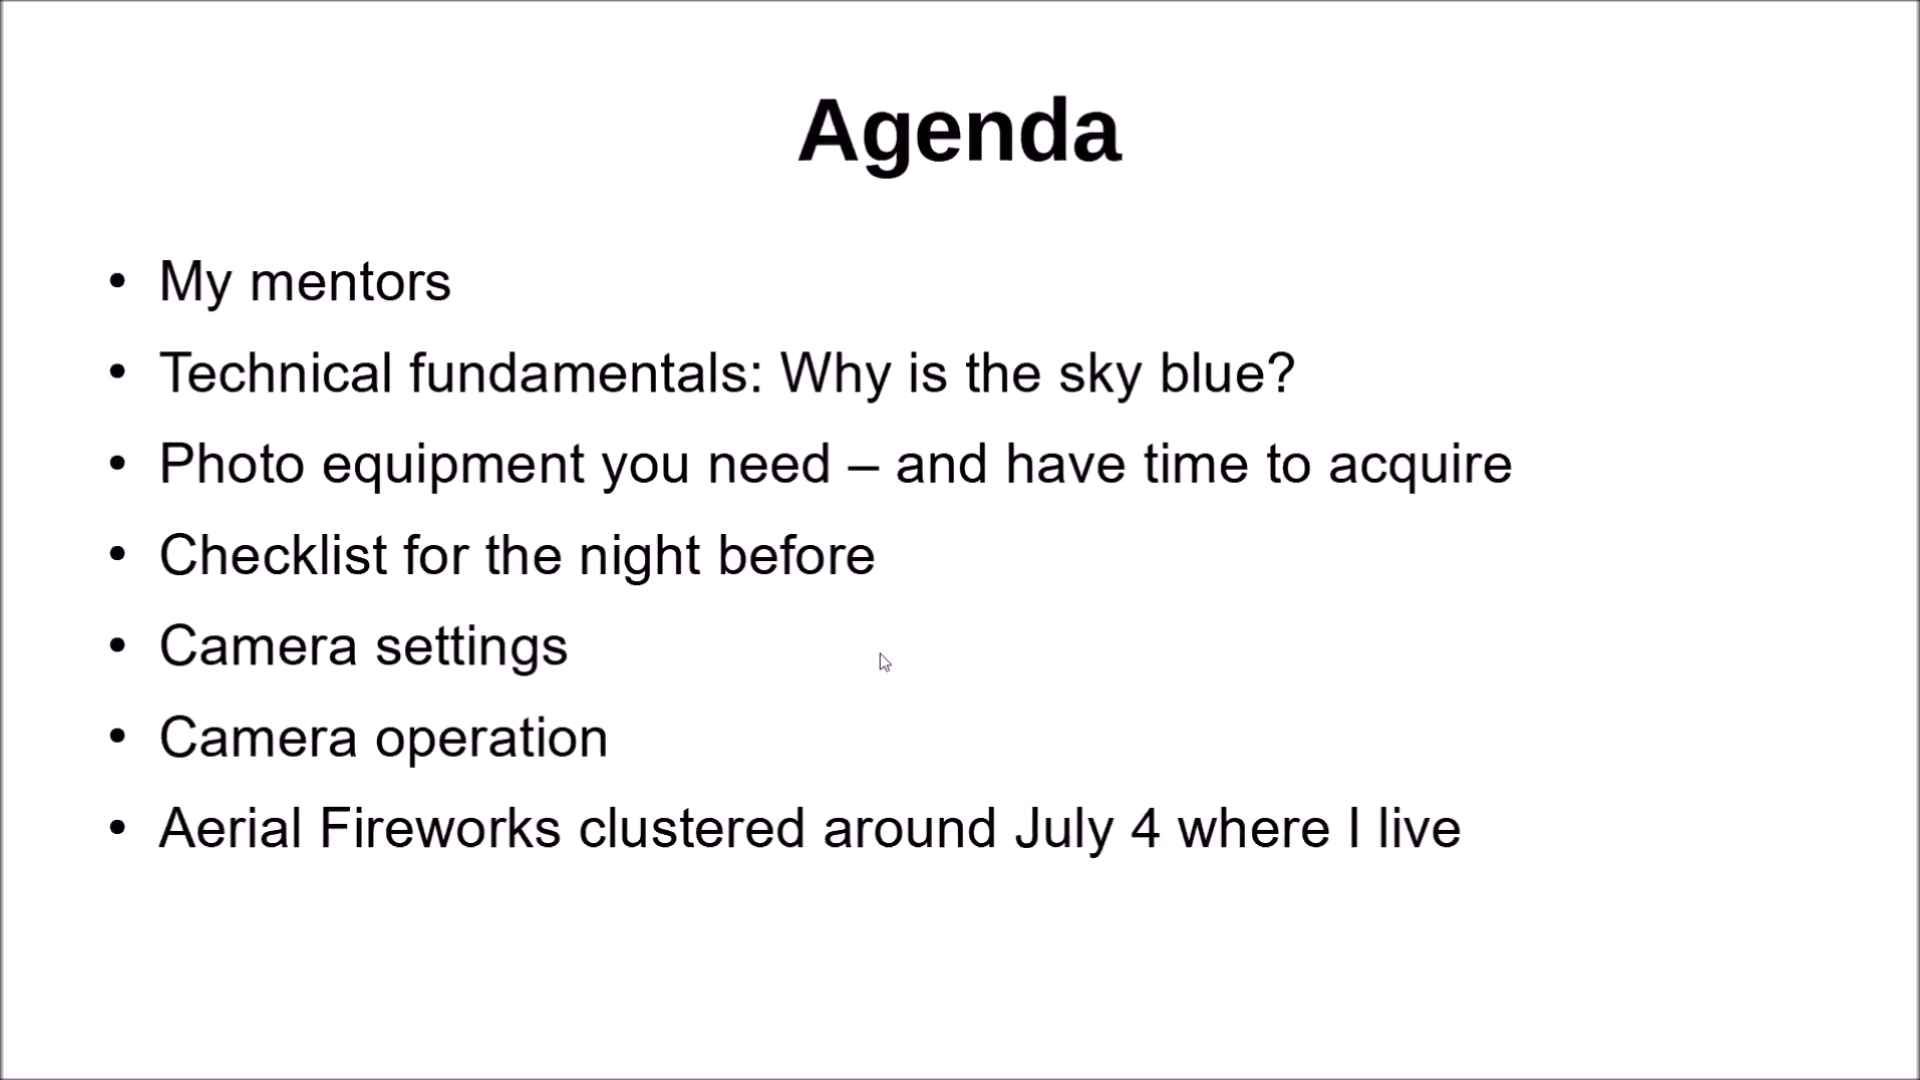 Agenda
• My mentors
• Technical fundamentals: Why is the sky blue?
• Photo equipment you need – and have time to acquire
• Checklist for the night before
• Camera settings
• Camera operation
• Aerial Fireworks clustered around July 4 where I live